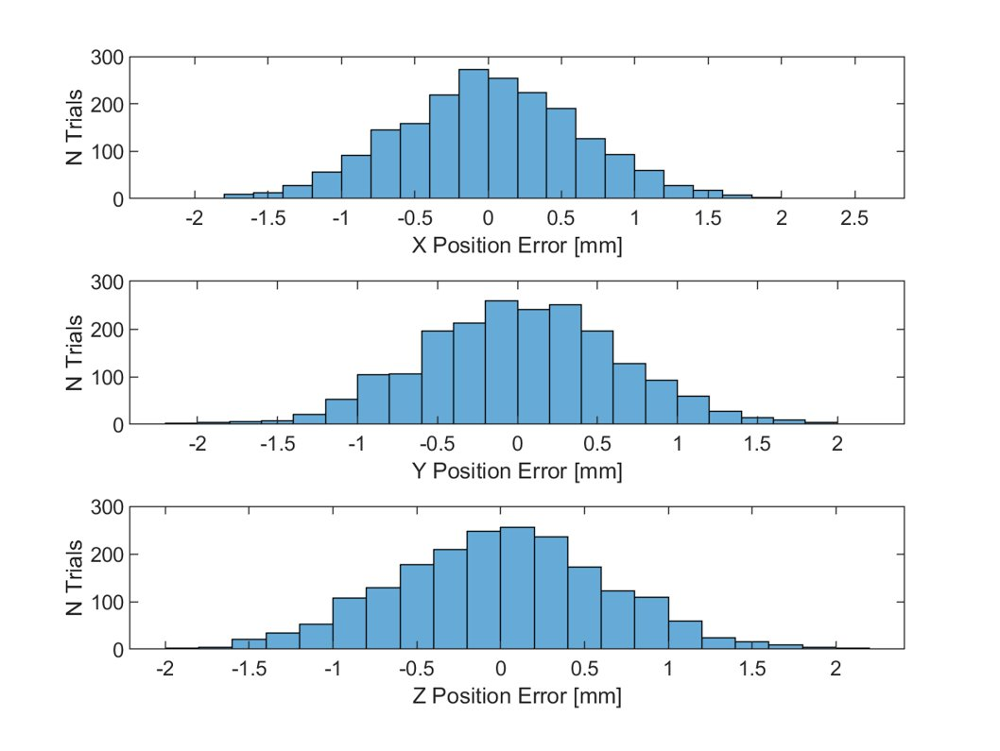 300
200
100
0
N Trials
-2 -1.5 -1 -0.5 0 0.5 1 1.5 2 2.5
X Position Error [mm]
300
200
100
0
N Trials
-2 -1.5 -1 -0.5 0 0.5 1 1.5 2
Y Position Error [mm]
300
200
100
0
N Trials
-2 -1.5 -1 -0.5 0 0.5 1 1.5 2
Z Position Error [mm]